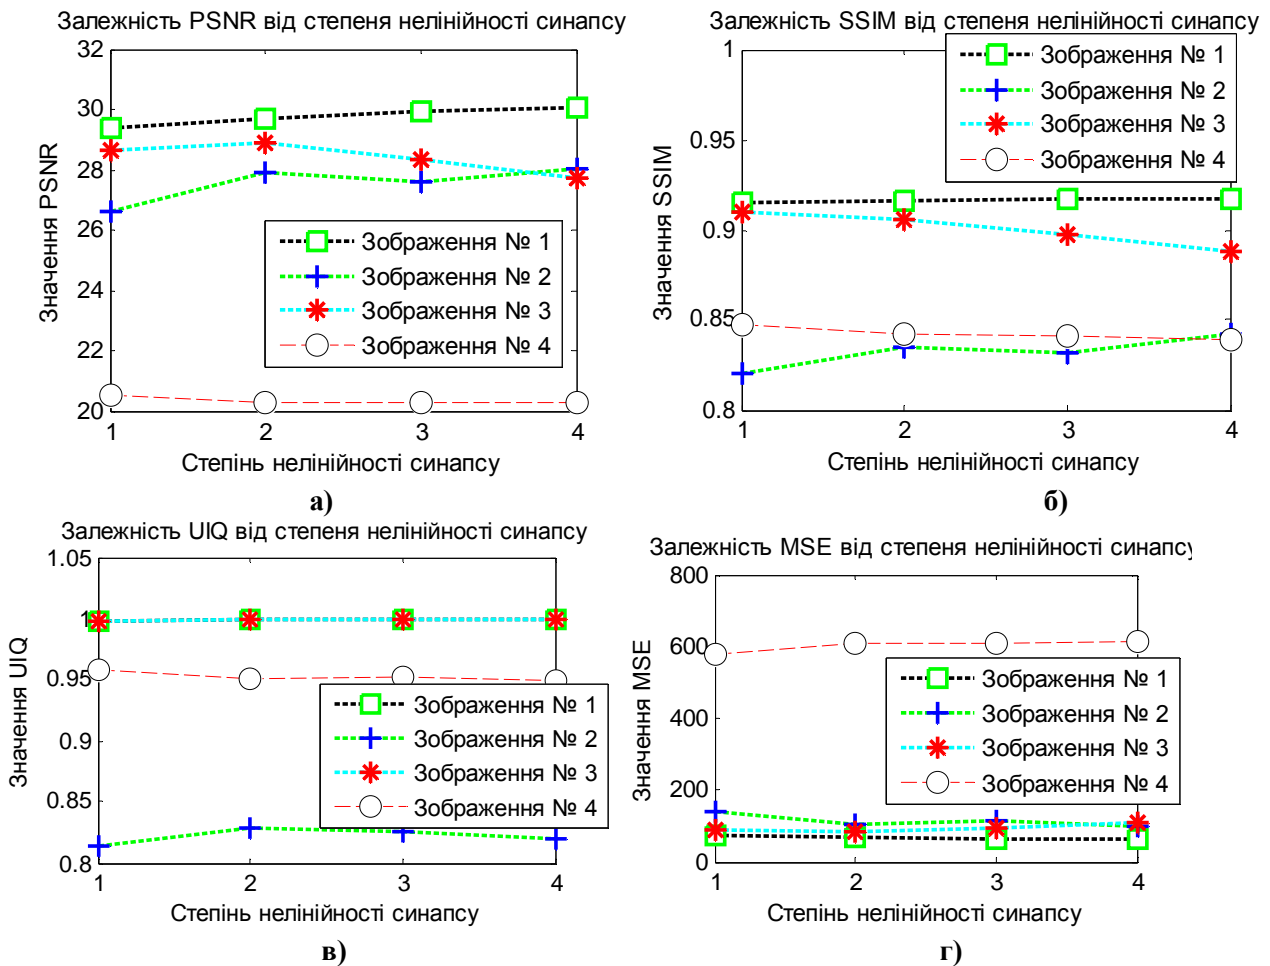 Залежність PSNR від степеня нелінійності синапсу
32
30
28
26
24
22
20
Значення PSNR
Зображення № 1
Зображення № 2
Зображення № 3
Зображення № 4
1 2 3 4
Степінь нелінійності синапсу
а)
Залежність SSIM від степеня нелінійності синапсу
1
0.95
0.9
0.85
0.8
Значення SSIM
Зображення № 1
Зображення № 2
Зображення № 3
Зображення № 4
1 2 3 4
Степінь нелінійності синапсу
б)
Залежність UIQ від степеня нелінійності синапсу
1.05
1
0.95
0.9
0.85
0.8
Значення UIQ
Зображення № 1
Зображення № 2
Зображення № 3
Зображення № 4
1 2 3 4
Степінь нелінійності синапсу
в)
Залежність MSE від степеня нелінійності синапсу
800
600
400
200
0
Значення MSE
Зображення № 1
Зображення № 2
Зображення № 3
Зображення № 4
1 2 3 4
Степінь нелінійності синапсу
г)